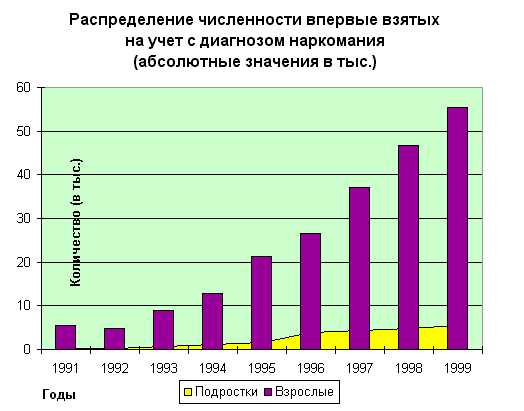 Распределение численности впервые взятых
на учет с диагнозом наркомания
(абсолютные значения в тыс.)
60
50
40
30
20
10
0
Количество (в тыс.)
1991 1992 1993 1994 1995 1996 1997 1998 1999
Годы
Подростки Взрослые